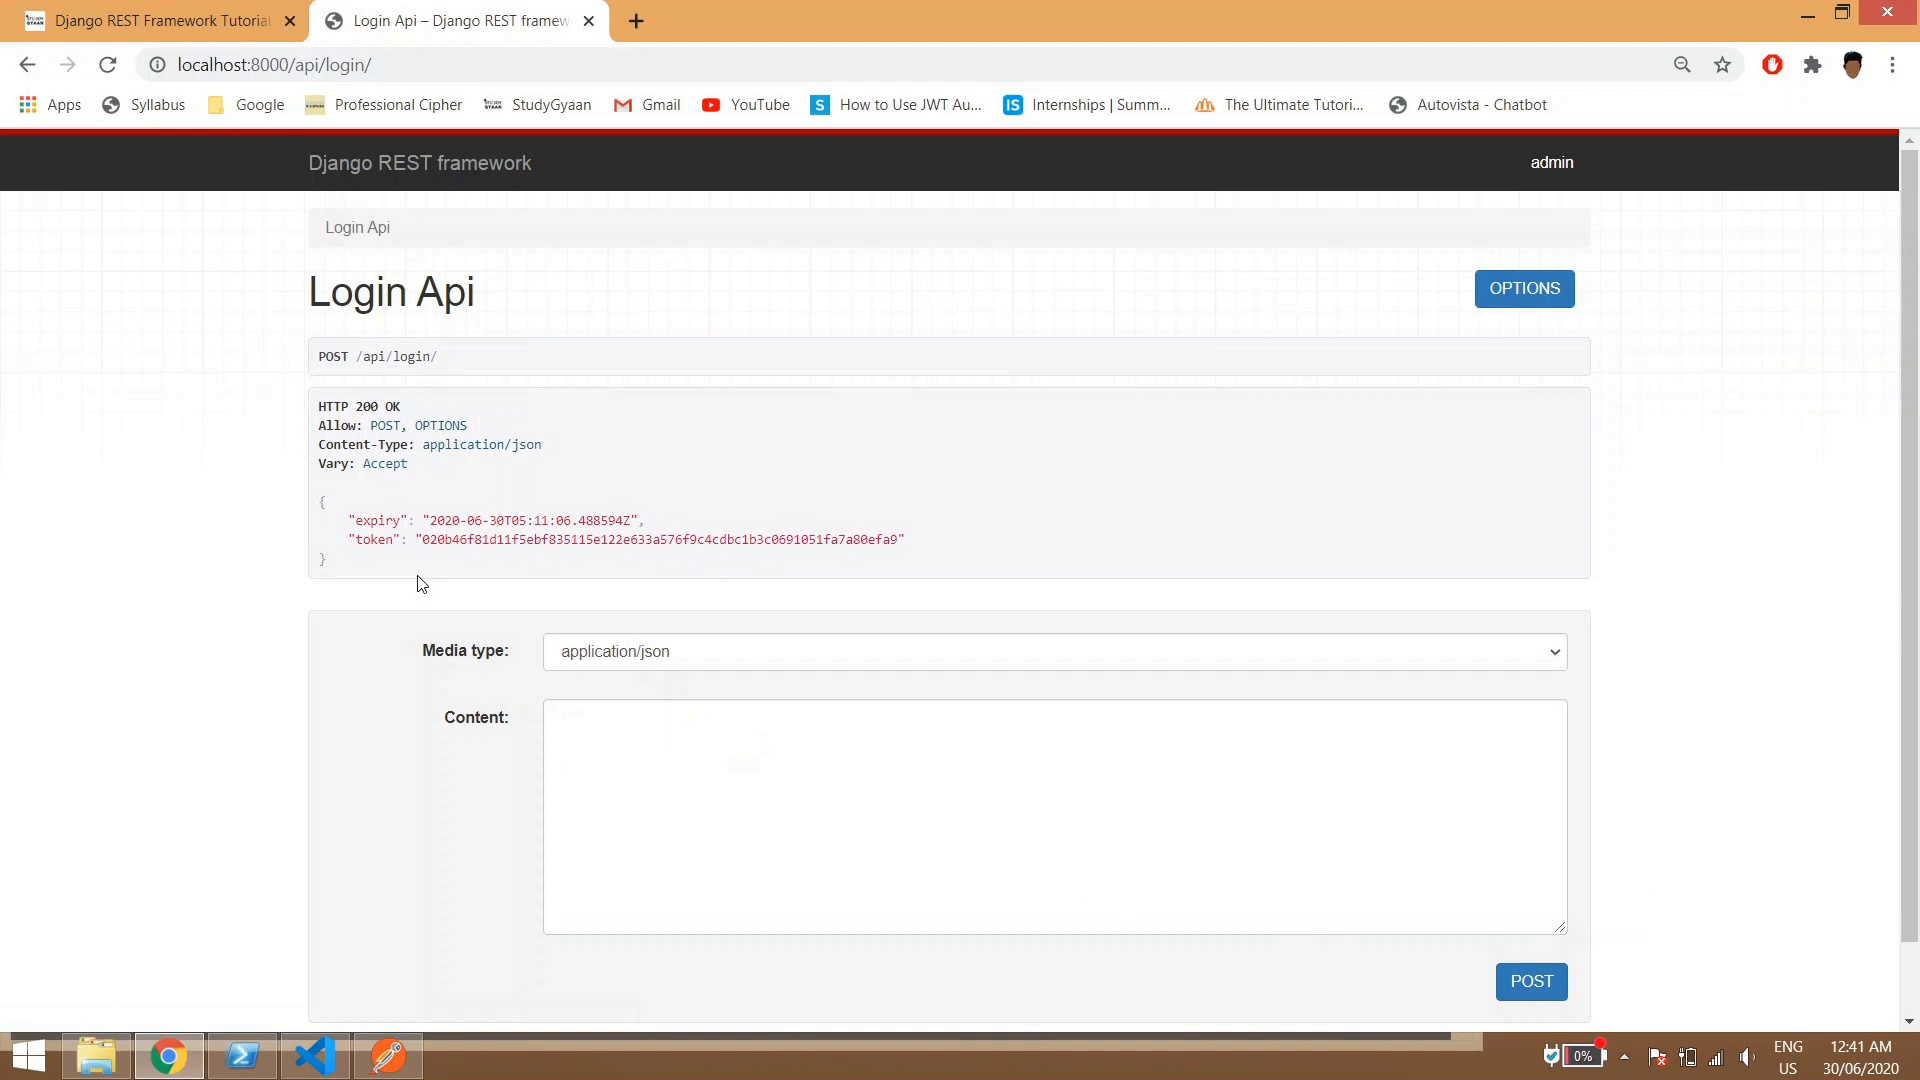 Django REST Framework Tutorial
Login Api – Django REST framew
localhost:8000/api/login/
Apps
Syllabus
Google
Professional Cipher
StudyGyaan
Gmail
YouTube
How to Use JWT Au...
Internships | Summ...
The Ultimate Tutori...
Autovista - Chatbot
Django REST framework
admin
Login Api
Login Api
OPTIONS
POST /api/login/
HTTP 200 OK
Allow: POST, OPTIONS
Content-Type: application/json
Vary: Accept
{
"expiry": "2020-06-30T05:11:06.488594Z",
"token": "020b46f81d11f5ebf835115e122e633a576f9c4cdbc1b3c0691051fa7a80efa9"
}
Media type:
application/json
Content:
POST
0%
ENG
US
12:41 AM
30/06/2020